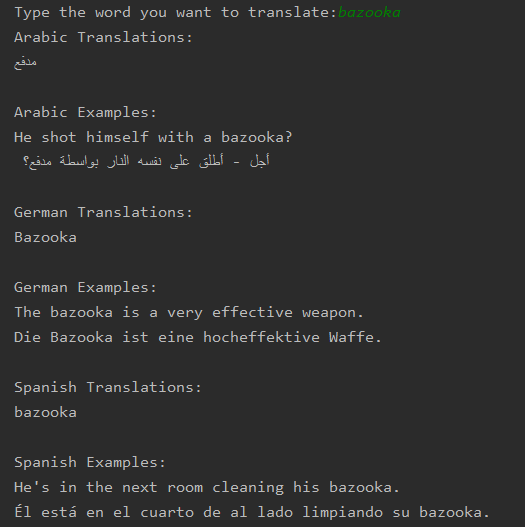 Type the word you want to translate:bazooka
Arabic Translations:
مدفع
Arabic Examples:
He shot himself with a bazooka?
أجل - أطلق على نفسه النار بواسطة مدفع؟
German Translations:
Bazooka
German Examples:
The bazooka is a very effective weapon.
Die Bazooka ist eine hocheffektive Waffe.
Spanish Translations:
bazooka
Spanish Examples:
He's in the next room cleaning his bazooka.
Él está en el cuarto de al lado limpiando su bazooka.